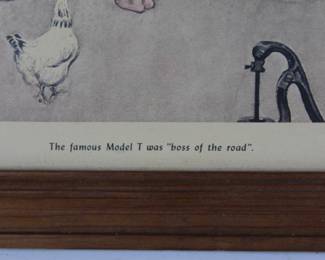 The famous Model T was "boss of the road".